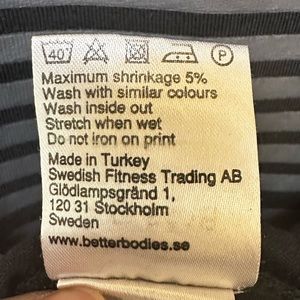 40° P
Maximum shrinkage 5%
Wash with similar colours
Wash inside out
Stretch when wet
Do not iron on print
Made in Turkey
Swedish Fitness Trading AB
Glödlampsgränd 1,
120 31 Stockholm
Sweden
www.betterbodies.se